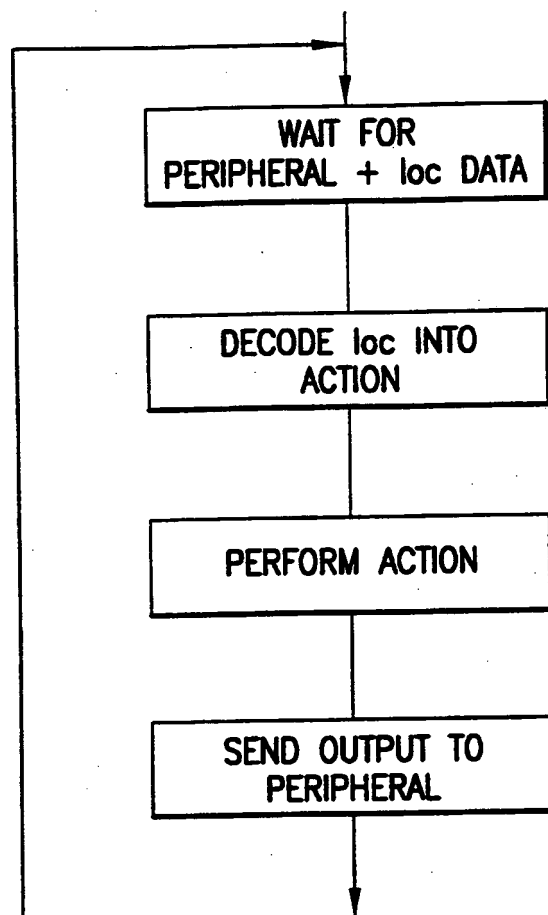 WAIT FOR
PERIPHERAL + loc DATA
DECODE loc INTO
ACTION
PERFORM ACTION
SEND OUTPUT TO
PERIPHERAL